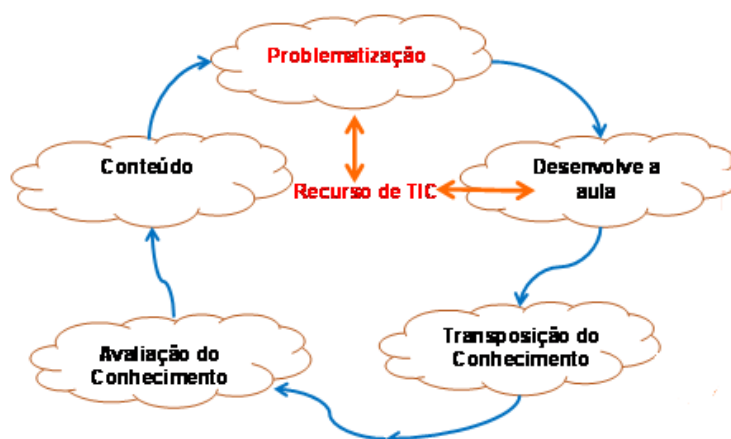 Problematização
Conteúdo
Desenvolve a
aula
Recurso de TIC
Transposição do
Conhecimento
Avaliação do
Conhecimento